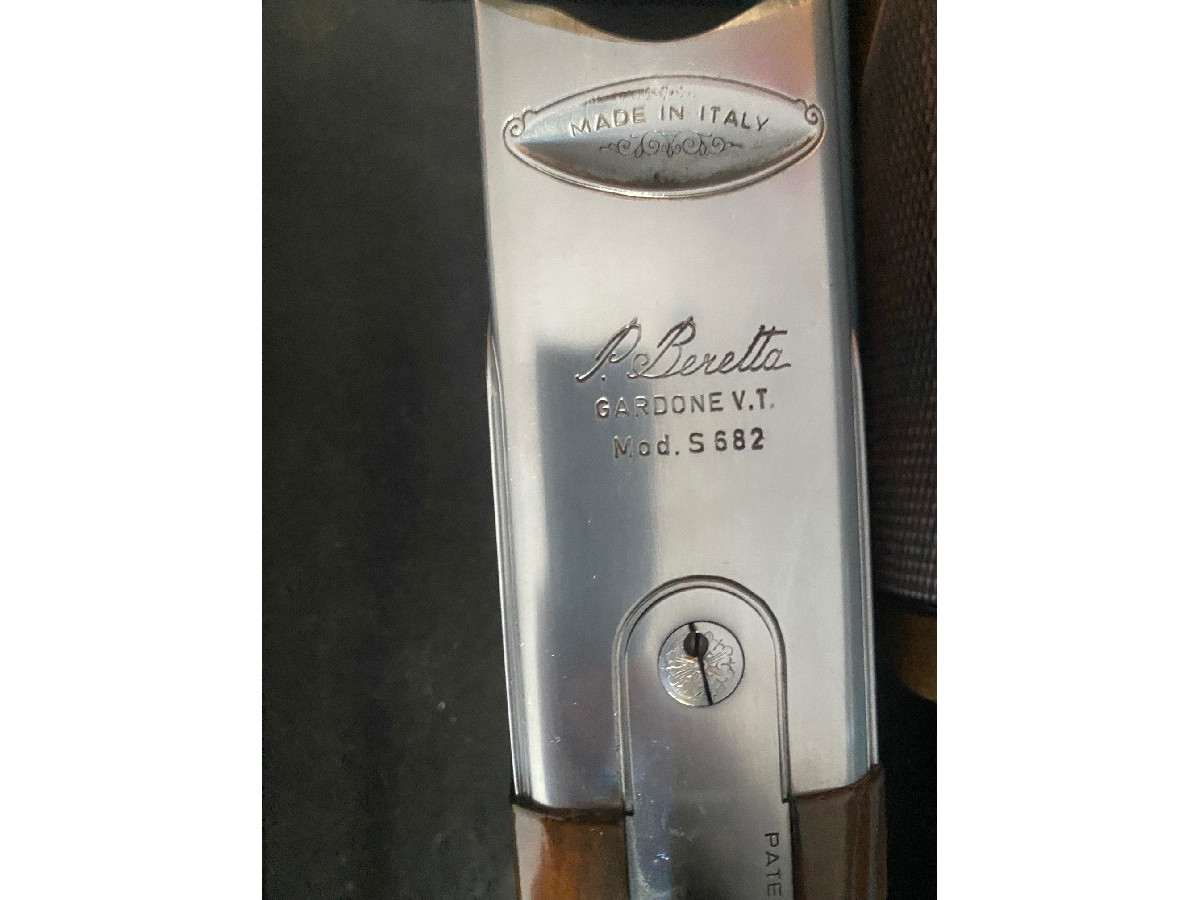 MADE IN ITALY
P. Beretta
GARDONE V.T.
Mod. S 682
PATE